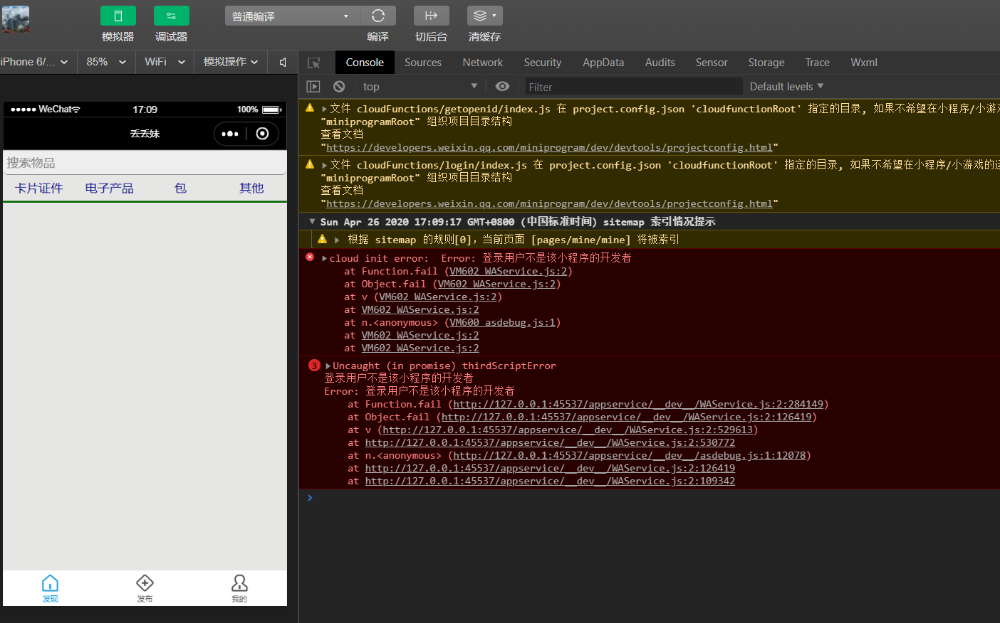 普通编译
模拟器
调试器
编译
切后台
清缓存
iPhone 6/...
85%
WiFi
模拟操作
Console
Sources
Network
Security
AppData
Audits
Sensor
Storage
Trace
Wxml
top
Filter
Default levels
WeChat
17:09
100%
丢丢妹
搜索物品
卡片证件
电子产品
包
其他
发现
发布
我的
文件 cloudFunctions/getopenid/index.js 在 project.config.json 'cloudfunctionRoot' 指定的目录, 如果不希望在小程序/小游戏
"miniprogramRoot" 组织项目目录结构
查看文档
"https://developers.weixin.qq.com/miniprogram/dev/devtools/projectconfig.html"
文件 cloudFunctions/login/index.js 在 project.config.json 'cloudfunctionRoot' 指定的目录, 如果不希望在小程序/小游戏的运
"miniprogramRoot" 组织项目目录结构
查看文档
"https://developers.weixin.qq.com/miniprogram/dev/devtools/projectconfig.html"
Sun Apr 26 2020 17:09:17 GMT+0800 (中国标准时间) sitemap 索引情况提示
根据 sitemap 的规则[0], 当前页面 [pages/mine/mine] 将被索引
cloud init error: Error: 登录用户不是该小程序的开发者
at Function.fail (VM602 WAService.js:2)
at Object.fail (VM602 WAService.js:2)
at v (VM602 WAService.js:2)
at VM602 WAService.js:2
at n.<anonymous> (VM600 asdebug.js:1)
at VM602 WAService.js:2
at VM602 WAService.js:2
3 Uncaught (in promise) thirdScriptError
登录用户不是该小程序的开发者
Error: 登录用户不是该小程序的开发者
at Function.fail (http://127.0.0.1:45537/appservice/__dev__/WAService.js:2:284149)
at Object.fail (http://127.0.0.1:45537/appservice/__dev__/WAService.js:2:126419)
at v (http://127.0.0.1:45537/appservice/__dev__/WAService.js:2:529613)
at http://127.0.0.1:45537/appservice/__dev__/WAService.js:2:530772
at n.<anonymous> (http://127.0.0.1:45537/appservice/__dev__/asdebug.js:1:12078)
at http://127.0.0.1:45537/appservice/__dev__/WAService.js:2:126419
at http://127.0.0.1:45537/appservice/__dev__/WAService.js:2:109342